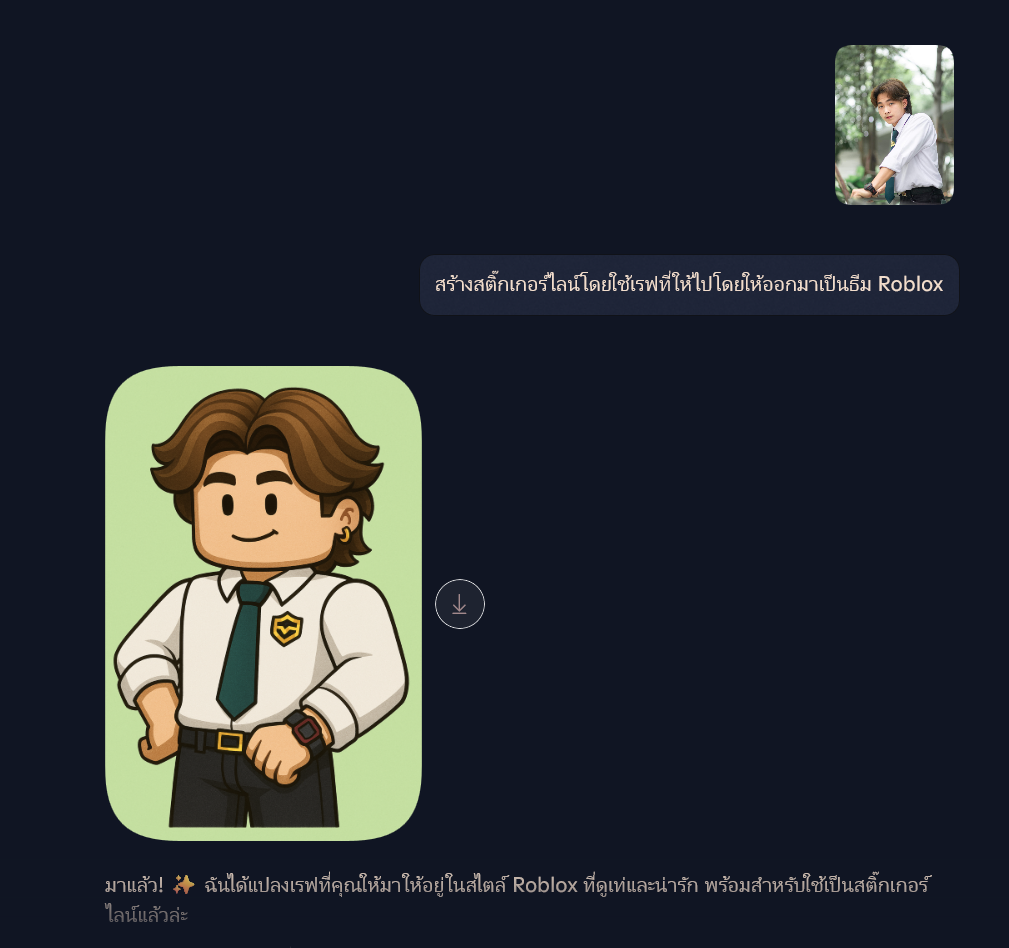 สร้างสติ๊กเกอร์ไลน์โดยใช้เรฟที่ให้ไปโดยให้ออกมาเป็นธีม Roblox
มาแล้ว! ✨ ฉันได้แปลงเรฟที่คุณให้มาให้อยู่ในสไตล์ Roblox ที่ดูเท่และน่ารัก พร้อมสำหรับใช้เป็นสติ๊กเกอร์
ไลน์แล้วล่ะ